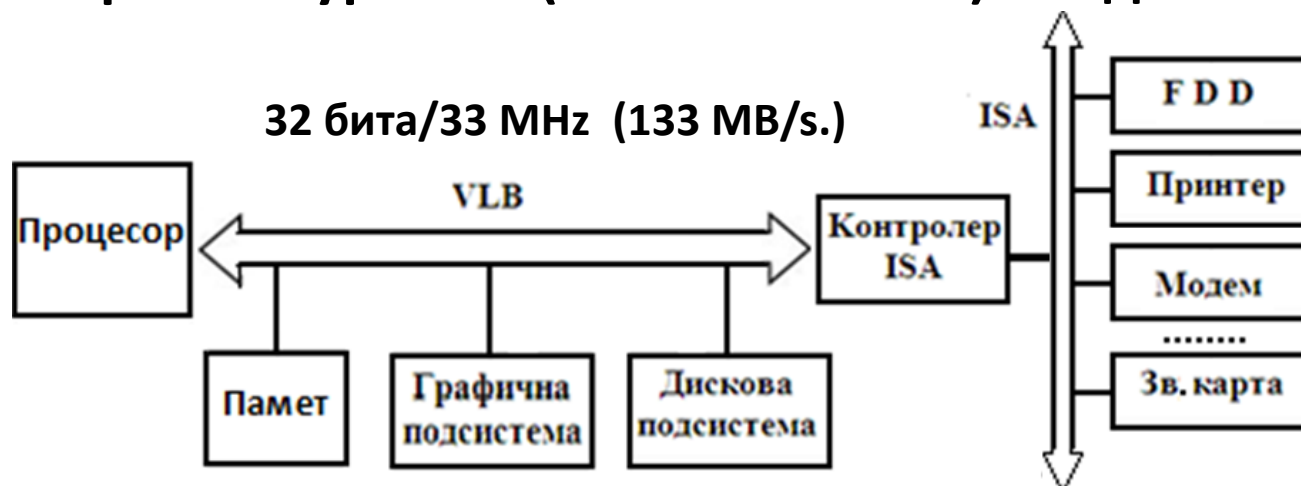 32 бита/33 MHz (133 MB/s.)
Процесор
VLB
Памет
Графична
подсистема
Дискова
подсистема
Контролер
ISA
ISA
F D D
Принтер
Модем
........
Зв. карта